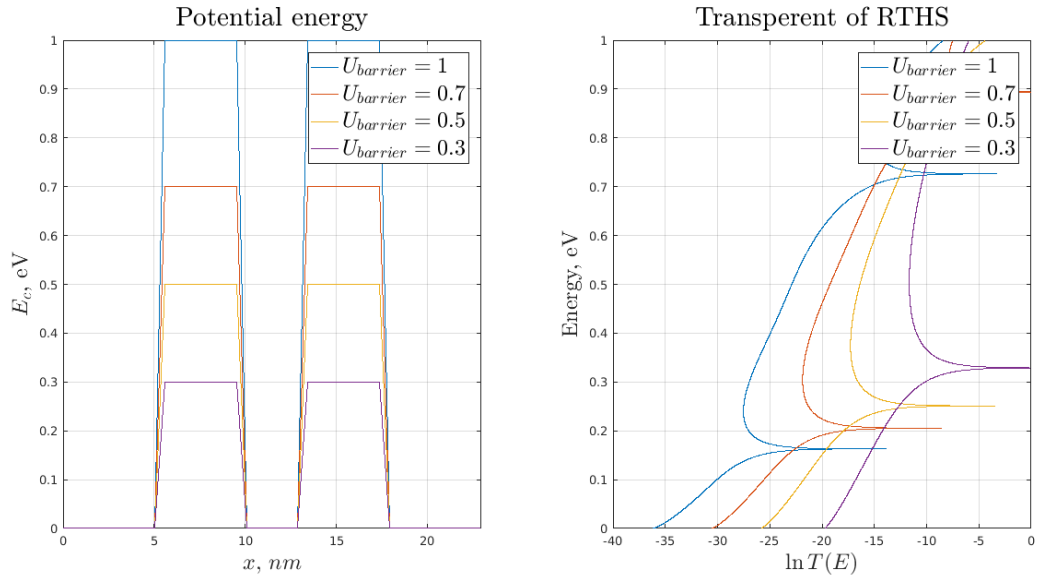 Potential energy
1
0.9
0.8
0.7
0.6
0.5
0.4
0.3
0.2
0.1
0
0 5 10 15 20
E_c, eV
x, nm
U_barrier = 1
U_barrier = 0.7
U_barrier = 0.5
U_barrier = 0.3
Transperent of RTHS
1
0.9
0.8
0.7
0.6
0.5
0.4
0.3
0.2
0.1
0
-40 -35 -30 -25 -20 -15 -10 -5 0
Energy, eV
ln T(E)
U_barrier = 1
U_barrier = 0.7
U_barrier = 0.5
U_barrier = 0.3